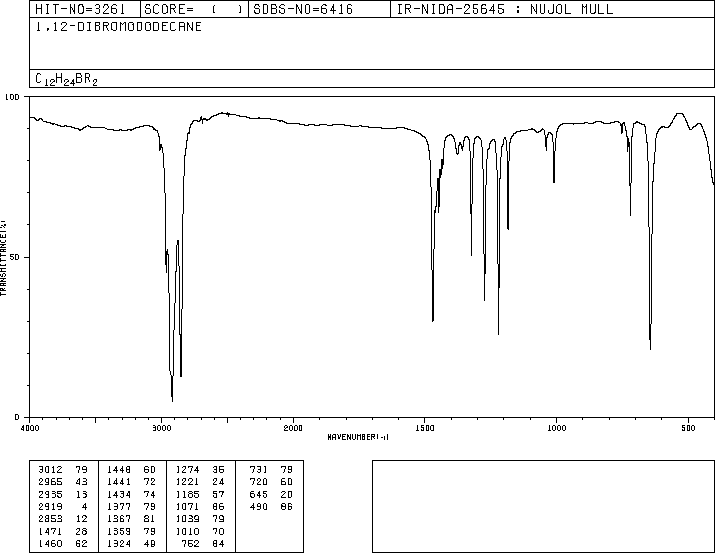 HIT-NO=3261 SCORE= ( ) SDBS-NO=6416 IR-NIDA-25645 : NUJOL MULL
1,12-DIBROMODODECANE
C12H24BR2
100
50
0
TRANSMITTANCE(%)
4000 3000 2000 1500 1000 500
WAVENUMBER(-1)
3012 79 1448 60 1274 35 731 79
2965 43 1441 72 1221 24 720 60
2935 13 1434 74 1185 57 645 20
2919 4 1377 79 1071 86 490 86
2853 12 1367 81 1039 79
1471 28 1359 79 1010 70
1460 62 1324 49 752 84